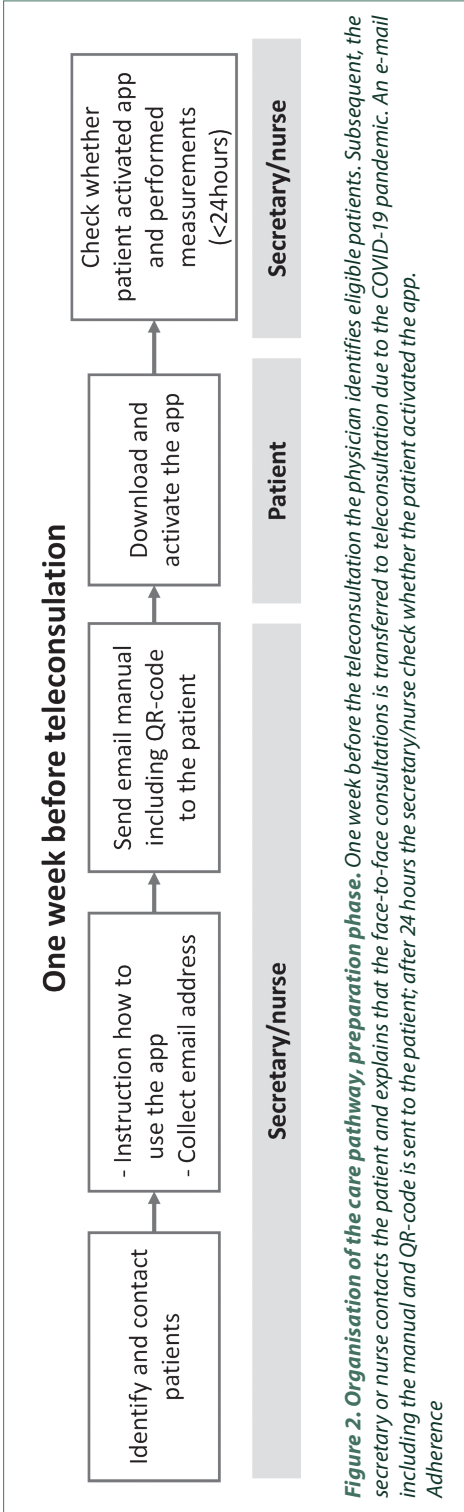 One week before teleconsulation
Identify and contact
patients
- Instruction how to
use the app
- Collect email address
Send email manual
including QR-code
to the patient
Download and
activate the app
Check whether
patient activated app
and performed
measurements
(<24hours)
Secretary/nurse
Patient
Secretary/nurse
Figure 2. Organisation of the care pathway, preparation phase. One week before the teleconsultation the physician identifies eligible patients. Subsequent, the
secretary or nurse contacts the patient and explains that the face-to-face consultations is transferred to teleconsultation due to the COVID-19 pandemic. An e-mail
including the manual and QR-code is sent to the patient; after 24 hours the secretary/nurse check whether the patient activated the app.
Adherence